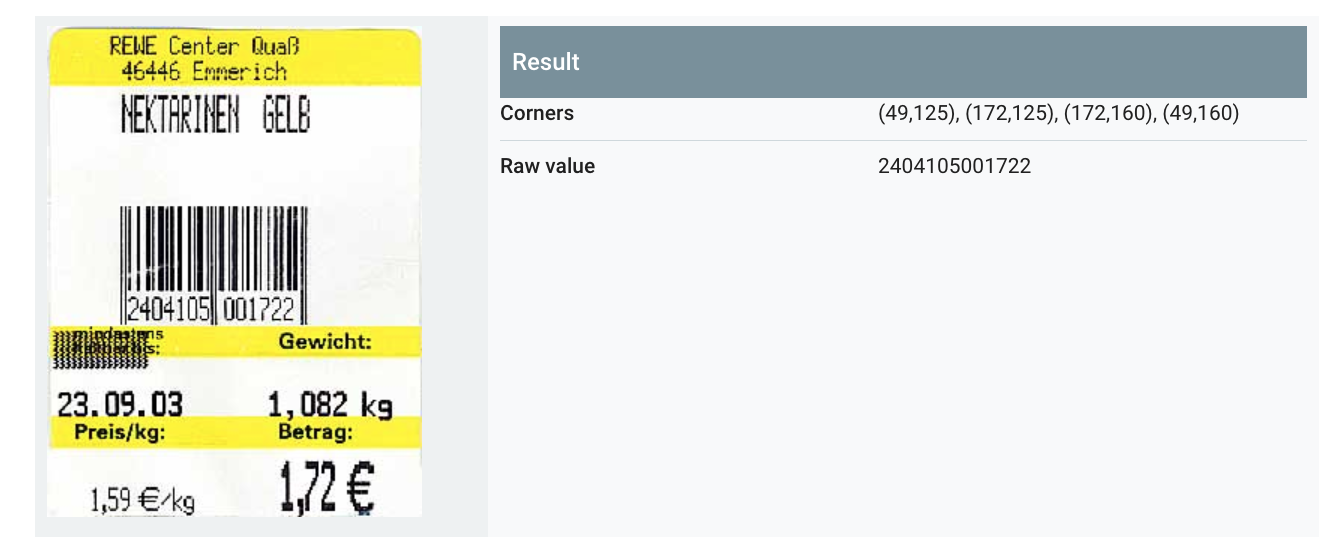 REWE Center Quaß
46446 Emmerich
NEKTARINEN GELB
2404105 001722
mindestens
Gewicht:
23.09.03
1,082 kg
Preis/kg:
Betrag:
1,59 €/kg
1,72 €
Result
Corners (49,125), (172,125), (172,160), (49,160)
Raw value 2404105001722